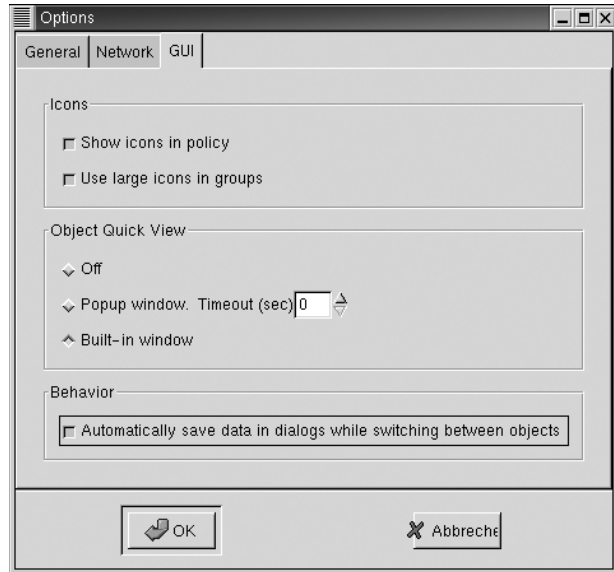 Options
General Network GUI
Icons
Show icons in policy
Use large icons in groups
Object Quick View
Off
Popup window. Timeout (sec) 0
Built-in window
Behavior
Automatically save data in dialogs while switching between objects
OK Abbreche